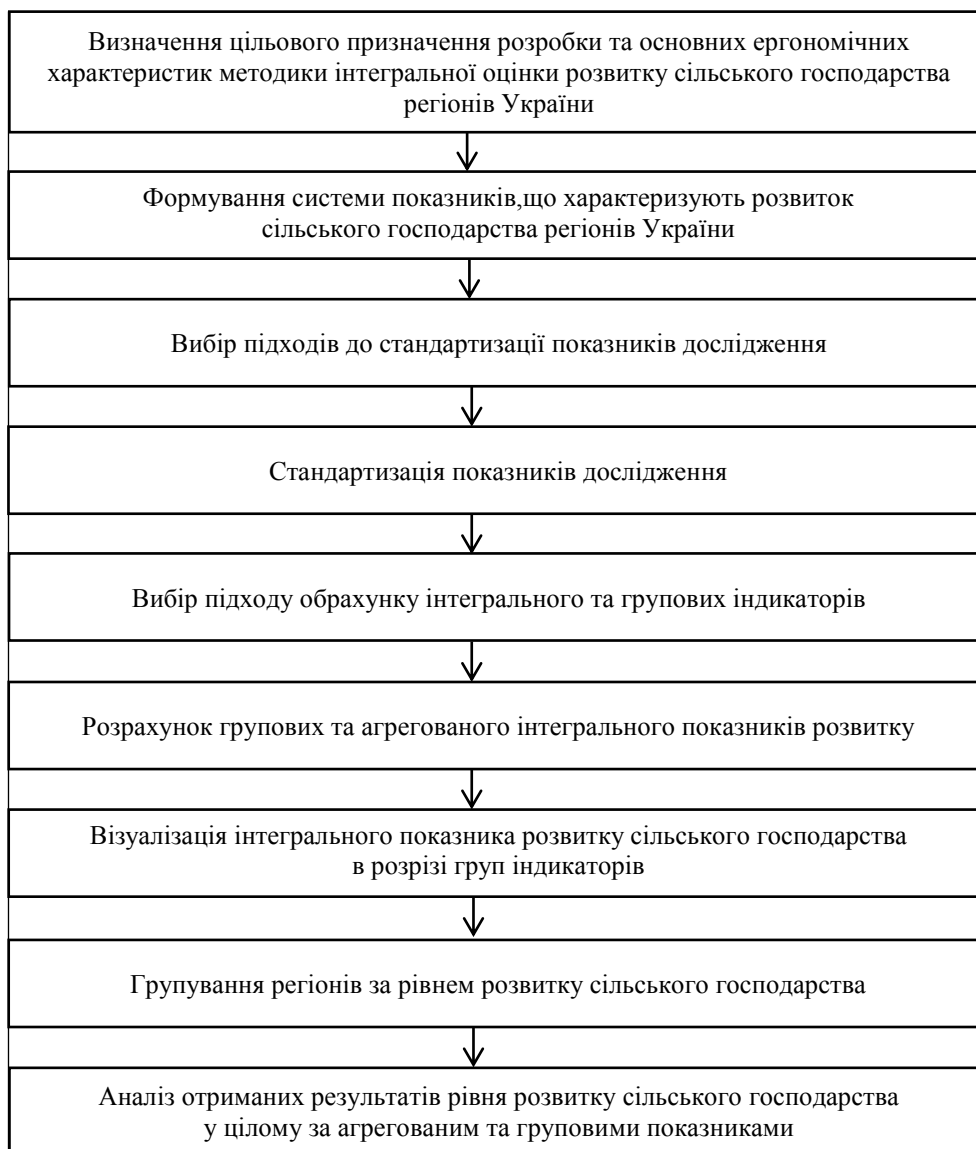 Визначення цільового призначення розробки та основних ергономічних
характеристик методики інтегральної оцінки розвитку сільського господарства
регіонів України
Формування системи показників,що характеризують розвиток
сільського господарства регіонів України
Вибір підходів до стандартизації показників дослідження
Стандартизація показників дослідження
Вибір підходу обрахунку інтегрального та групових індикаторів
Розрахунок групових та агрегованого інтегрального показників розвитку
Візуалізація інтегрального показника розвитку сільського господарства
в розрізі груп індикаторів
Групування регіонів за рівнем розвитку сільського господарства
Аналіз отриманих результатів рівня розвитку сільського господарства
у цілому за агрегованим та груповими показниками